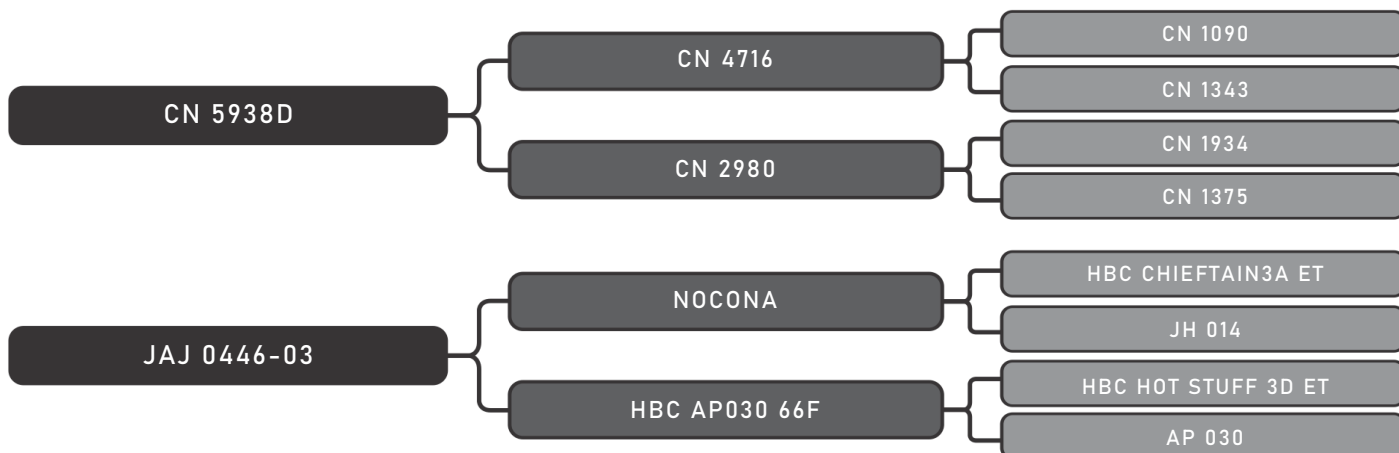 CN 5938D
CN 4716
CN 2980
CN 1090
CN 1343
CN 1934
CN 1375
JAJ 0446-03
NOCONA
HBC AP030 66F
HBC CHIEFTAIN3A ET
JH 014
HBC HOT STUFF 3D ET
AP 030